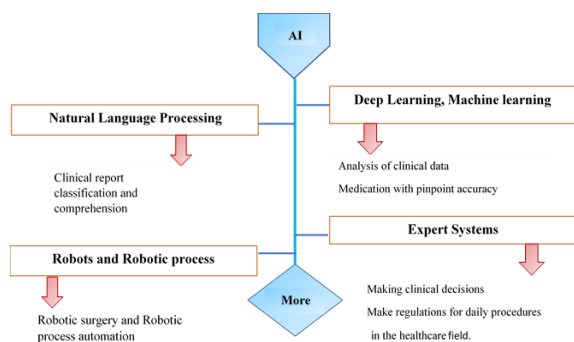 AI
Deep Learning, Machine learning
Natural Language Processing
Analysis of clinical data
Medication with pinpoint accuracy
Clinical report
classification and
comprehension
Expert Systems
Robots and Robotic process
Making clinical decisions
More
Make regulations for daily procedures
in the healthcare field.
Robotic surgery and Robotic
process automation